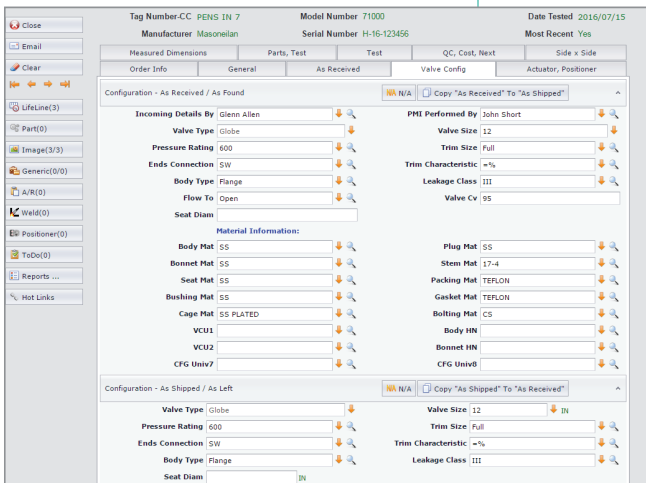 Tag Number-CC PENS IN 7 Model Number 71000 Date Tested 2016/07/15
Manufacturer Masoneilan Serial Number H-16-123456 Most Recent Yes
Close
Email
Clear
LifeLine(3)
Part(0)
Image(3/3)
Generic(0/0)
A/R(0)
Weld(0)
Positioner(0)
ToDo(0)
Reports ...
Hot Links
Measured Dimensions Parts, Test Test QC, Cost, Next Side x Side
Order Info General As Received Valve Config Actuator, Positioner
Configuration - As Received / As Found N/A N/A Copy "As Received" To "As Shipped"
Incoming Details By Glenn Allen PMI Performed By John Short
Valve Type Globe Valve Size 12
Pressure Rating 600 Trim Size Full
Ends Connection SW Trim Characteristic =%
Body Type Flange Leakage Class III
Flow To Open Valve Cv 95
Seat Diam
Material Information:
Body Mat SS Plug Mat SS
Bonnet Mat SS Stem Mat 17-4
Seat Mat SS Packing Mat TEFLON
Bushing Mat SS Gasket Mat TEFLON
Cage Mat SS PLATED Bolting Mat CS
VCU1 Body HN
VCU2 Bonnet HN
CFG Univ7 CFG Univ8
Configuration - As Shipped / As Left N/A N/A Copy "As Shipped" To "As Received"
Valve Type Globe Valve Size 12 IN
Pressure Rating 600 Trim Size Full
Ends Connection SW Trim Characteristic =%
Body Type Flange Leakage Class III
Seat Diam IN